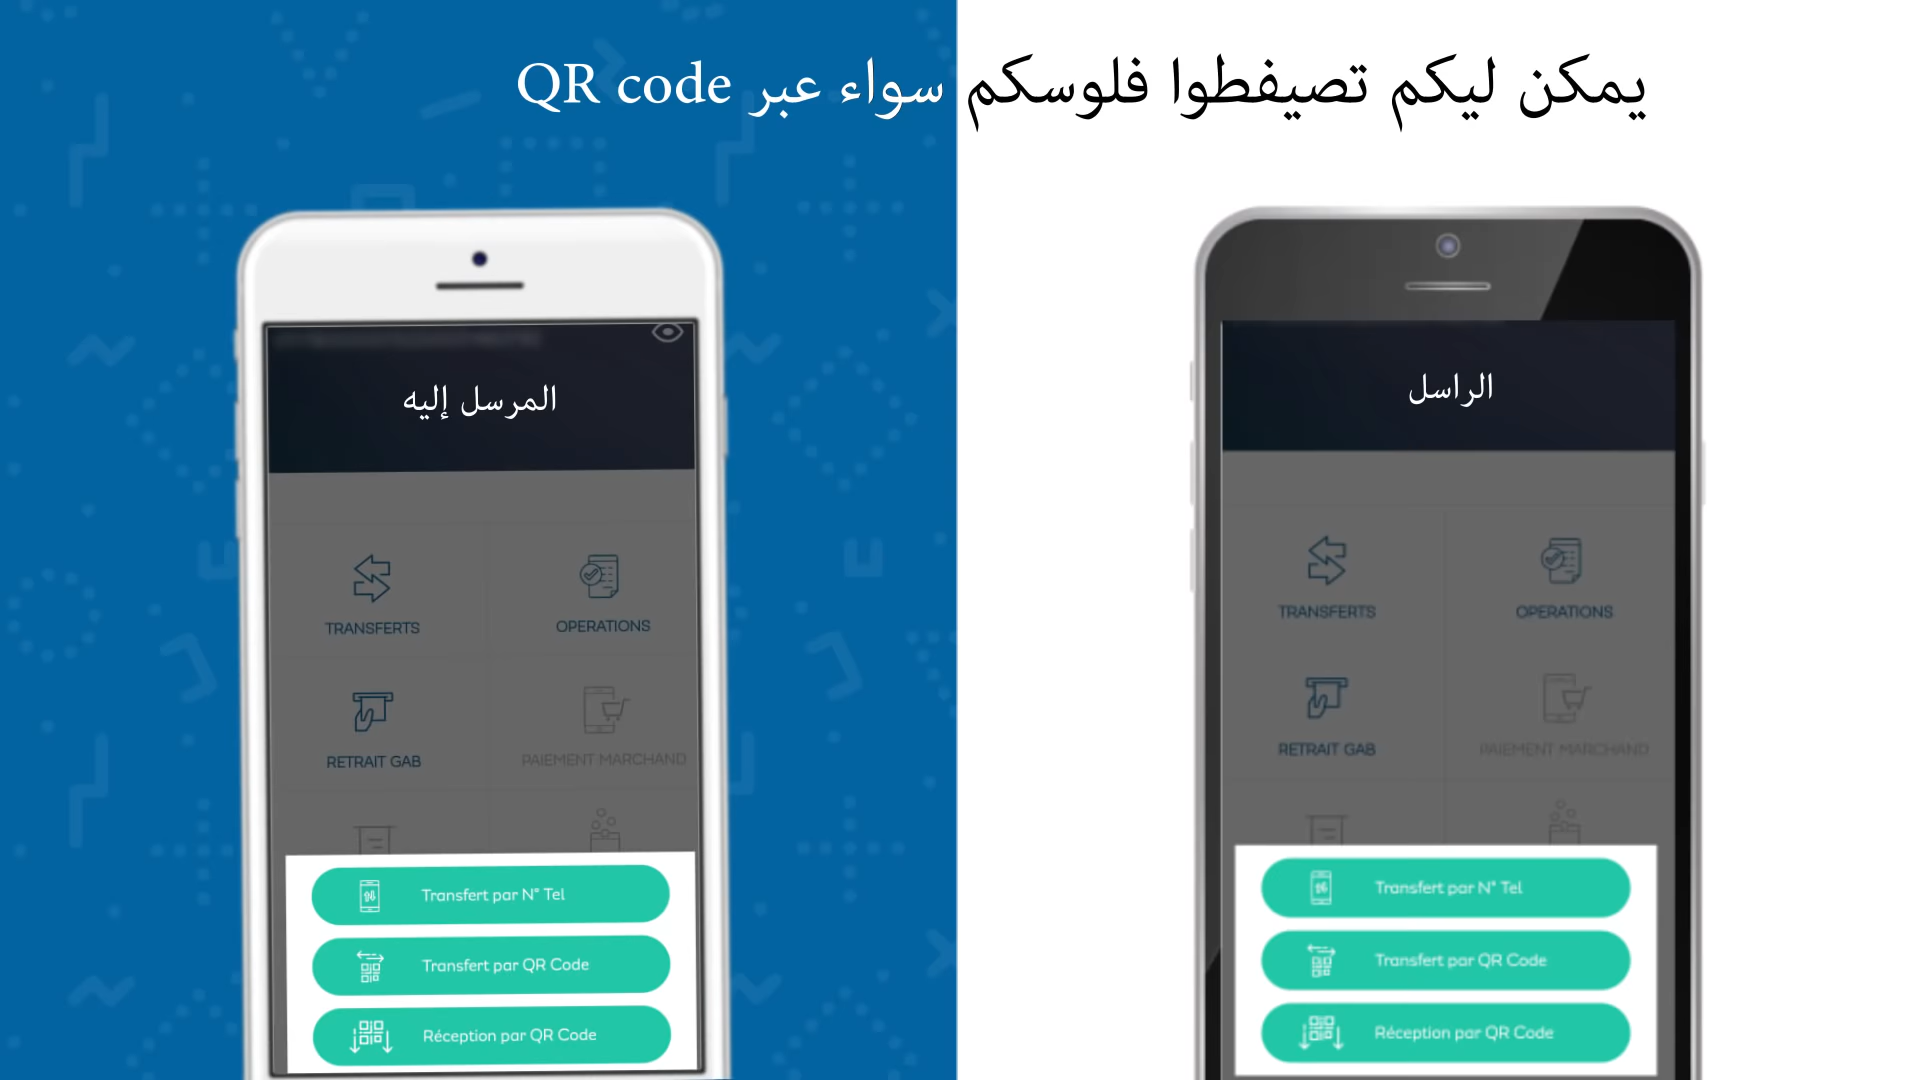 يمكن ليكم تصيفطوا فلوسكم سواء عبر QR code
المرسل إليه
TRANSFERTS
OPERATIONS
RETRAIT GAB
PAIEMENT MARCHAND
Transfert par N° Tel
Transfert par QR Code
Réception par QR Code
الراسل
TRANSFERTS
OPERATIONS
RETRAIT GAB
PAIEMENT MARCHAND
Transfert par N° Tel
Transfert par QR Code
Réception par QR Code